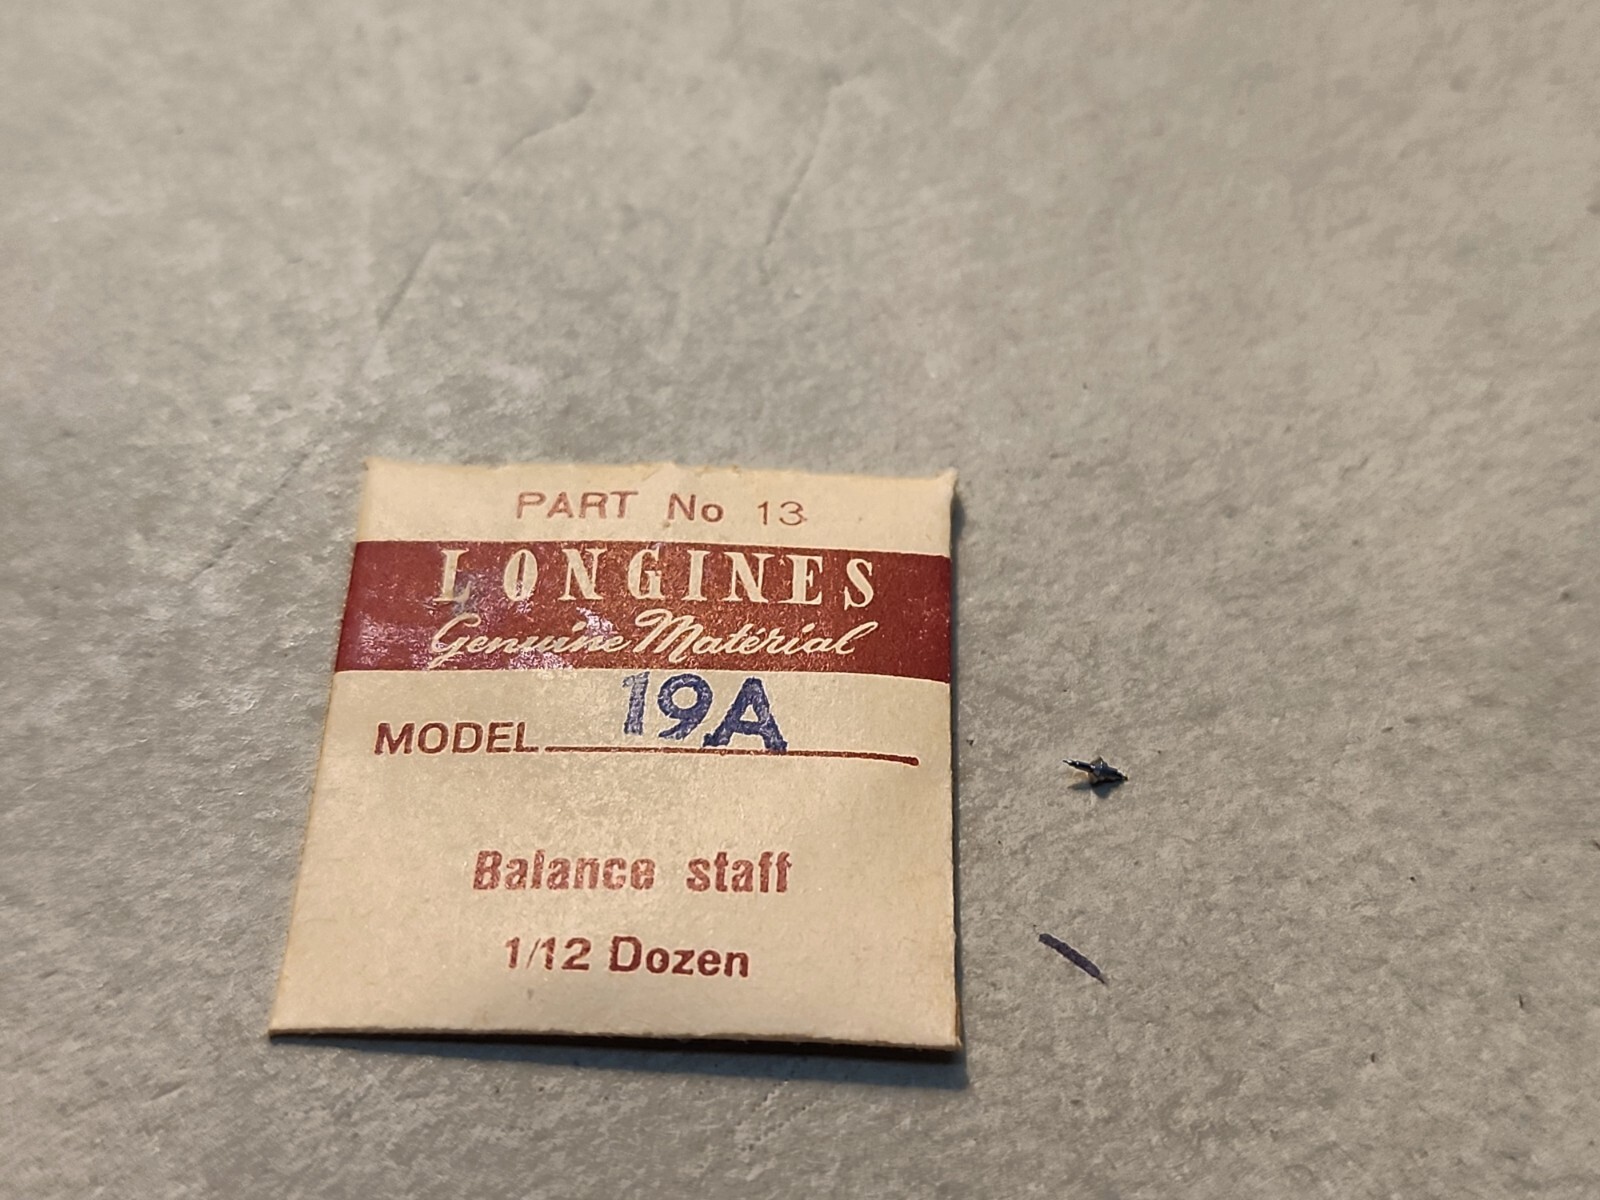 PART No 13
LONGINES
Genuine Matérial
MODEL 19A
Balance staff
1/12 Dozen